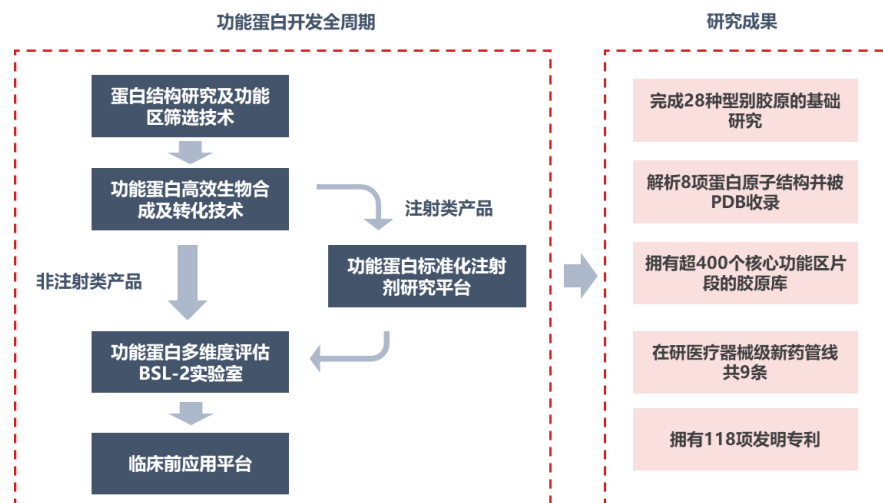 功能蛋白开发全周期
研究成果
蛋白结构研究及功能
区筛选技术
功能蛋白高效生物合
成及转化技术
注射类产品
功能蛋白标准化注射
剂研究平台
非注射类产品
功能蛋白多维度评估
BSL-2实验室
临床前应用平台
完成28种型别胶原的基础
研究
解析8项蛋白原子结构并被
PDB收录
拥有超400个核心功能区片
段的胶原库
在研医疗器械级新药管线
共9条
拥有118项发明专利